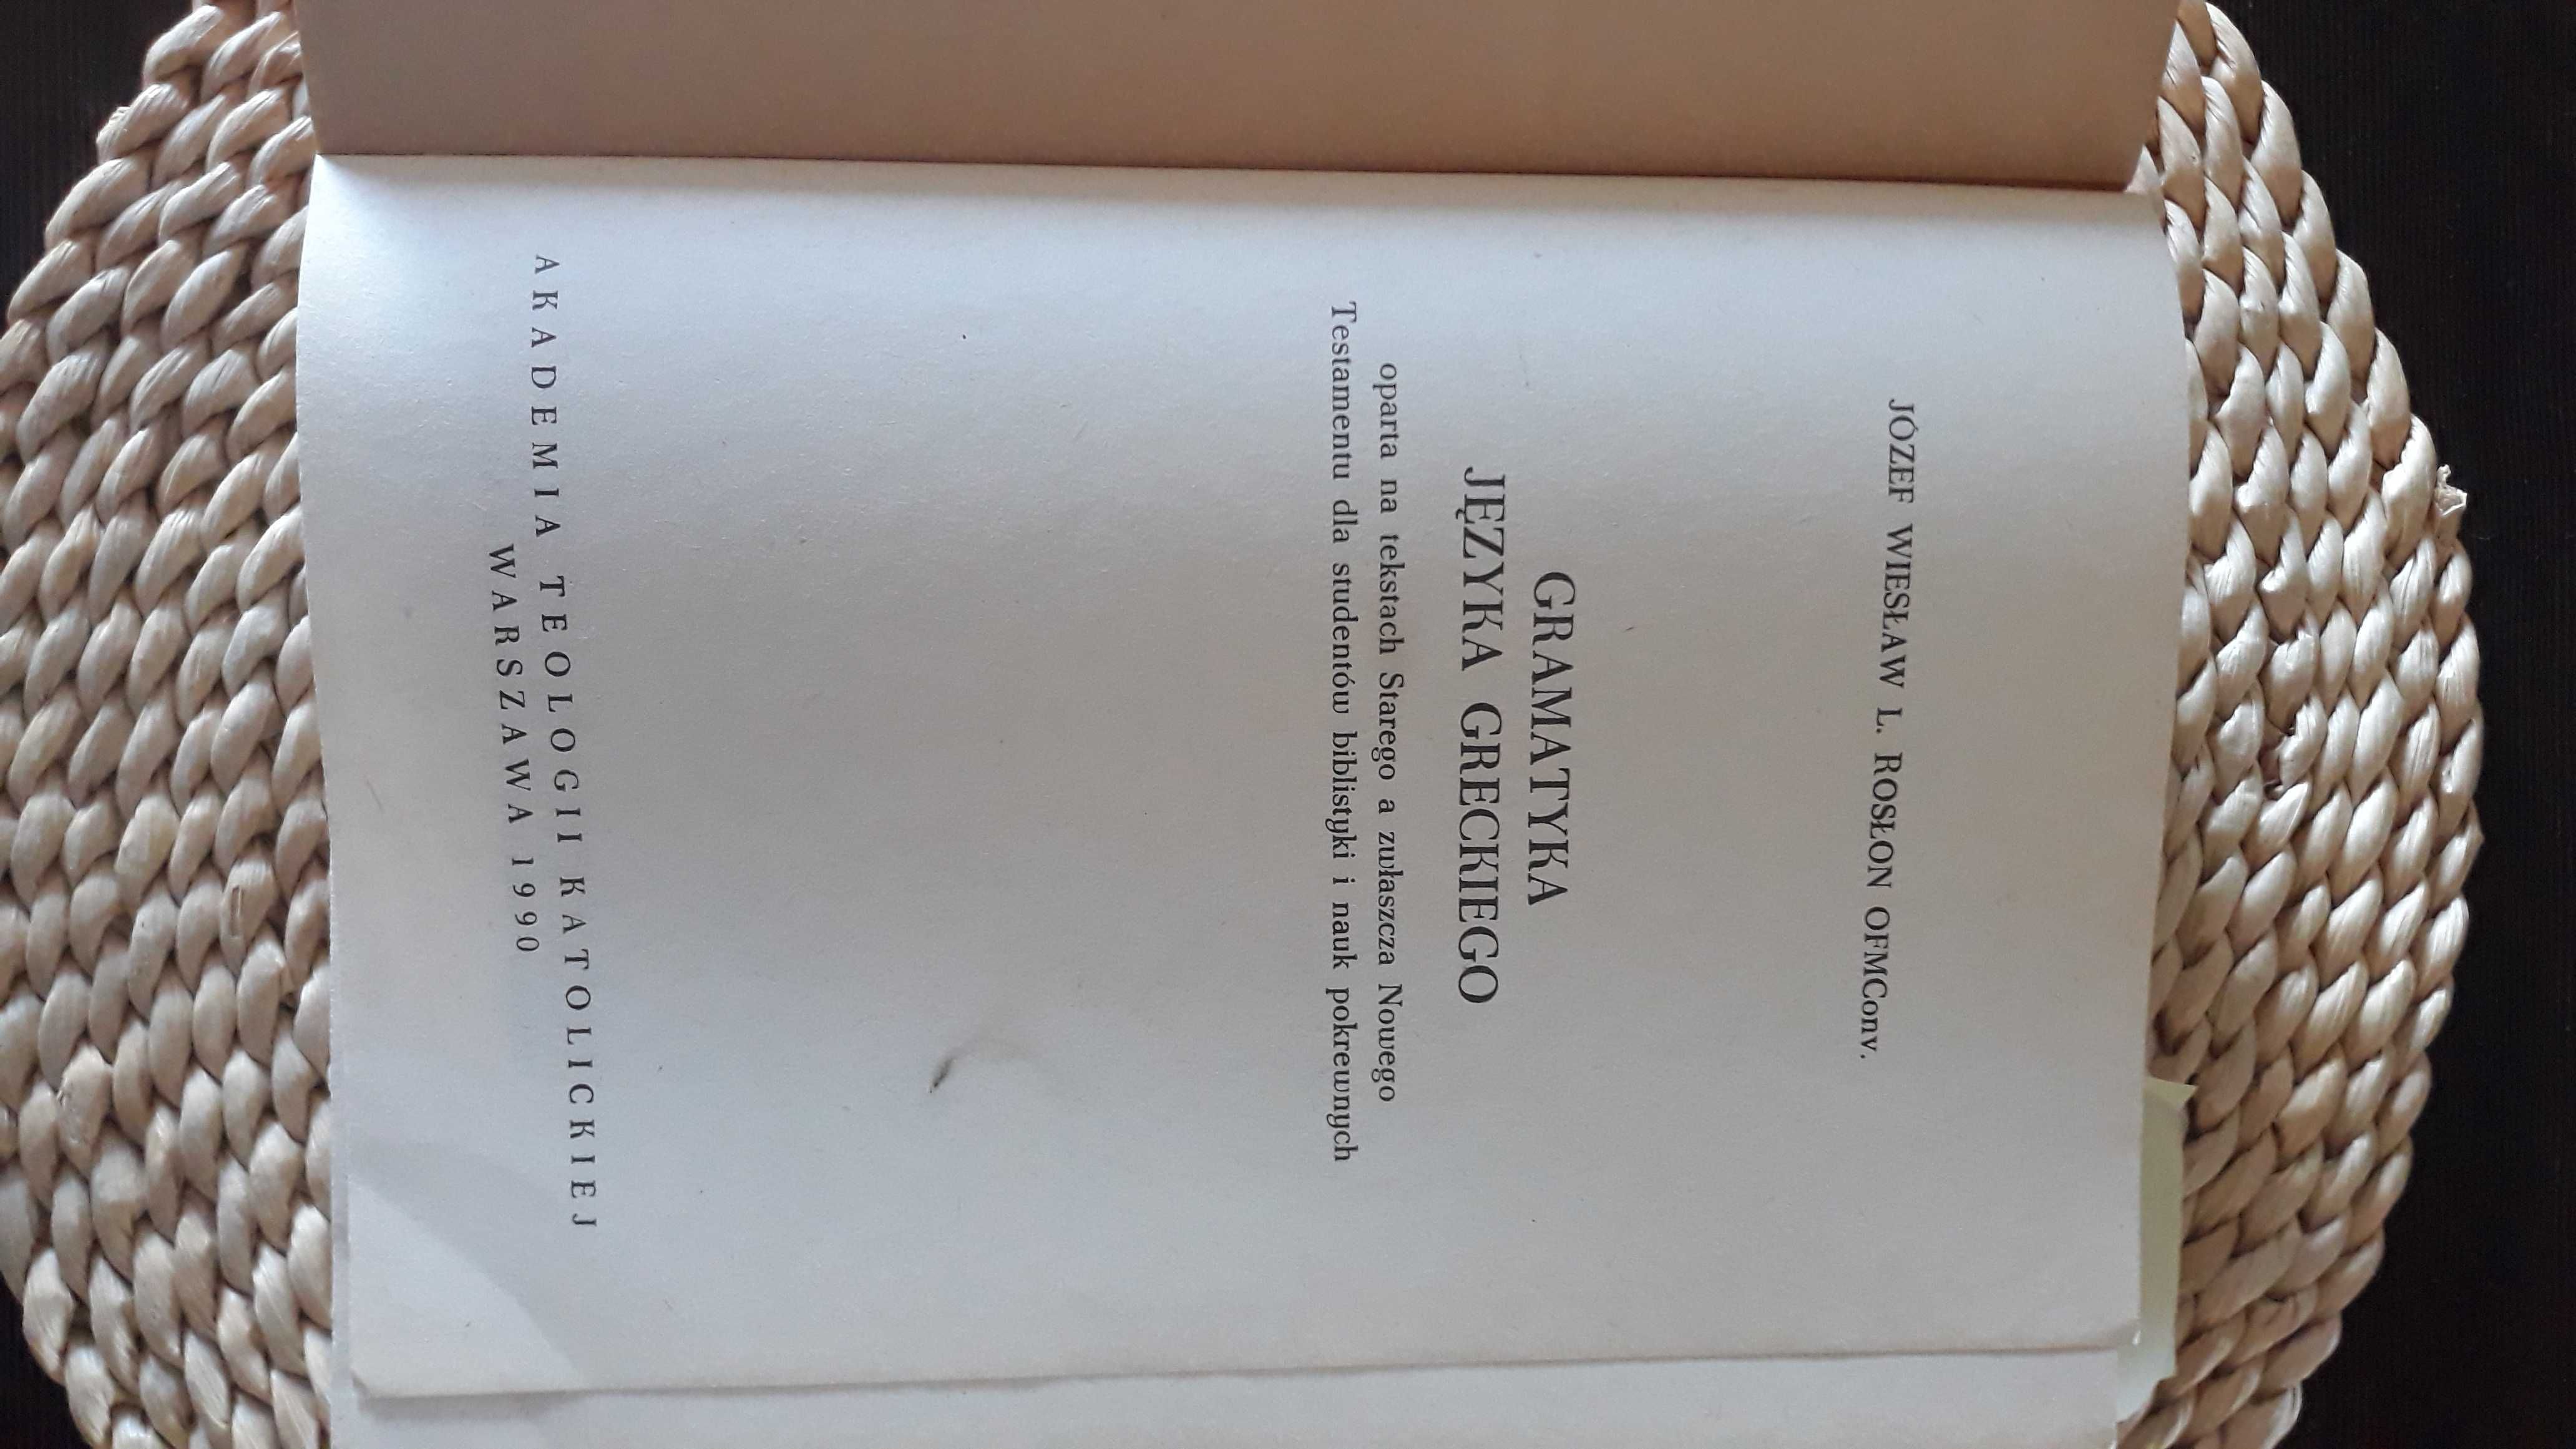 JÓZEF WIESŁAW L. ROSŁON OFMConv.
GRAMATYKA
JĘZYKA GRECKIEGO
oparta na tekstach Starego a zwłaszcza Nowego
Testamentu dla studentów biblistyki i nauk pokrewnych
AKADEMIA TEOLOGII KATOLICKIEJ
WARSZAWA 1990